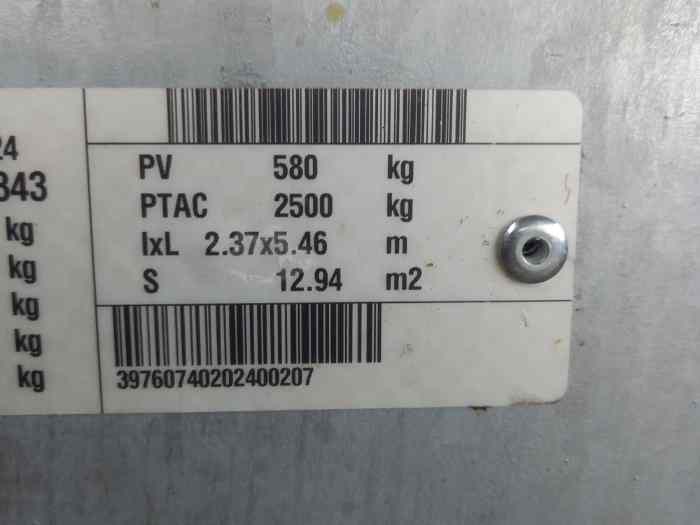 24
343
kg
kg
kg
kg
kg
PV 580 kg
PTAC 2500 kg
lxL 2.37x5.46 m
S 12.94 m2
39760740202400207